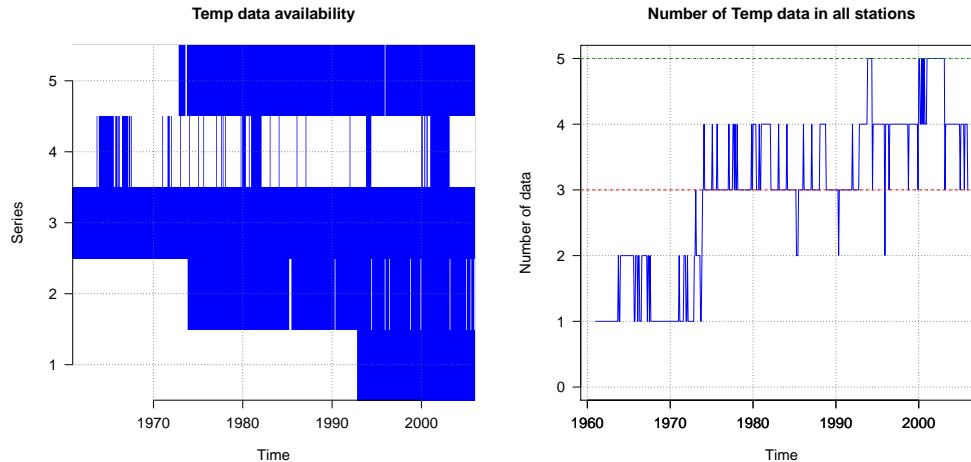 Temp data availability
Series
5
4
3
2
1
1970 1980 1990 2000
Time
Number of Temp data in all stations
Number of data
5
4
3
2
1
0
1960 1970 1980 1990 2000
Time